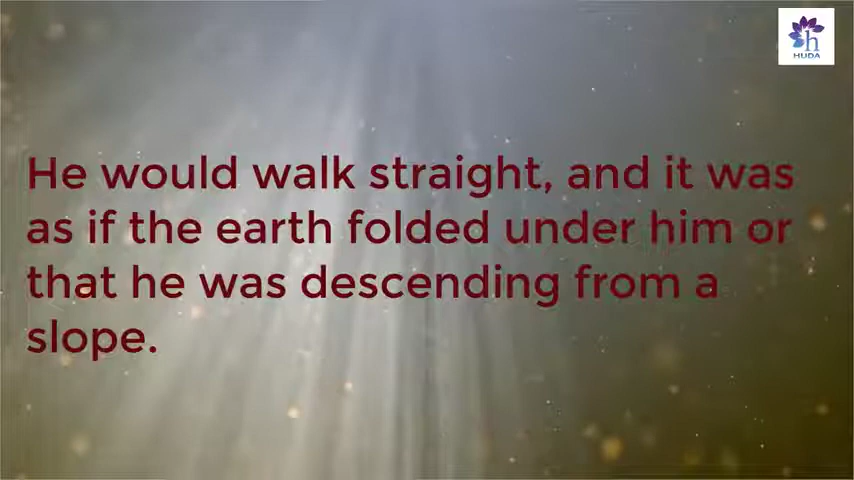 h
HUDA
He would walk straight, and it was
as if the earth folded under him or
that he was descending from a
slope.